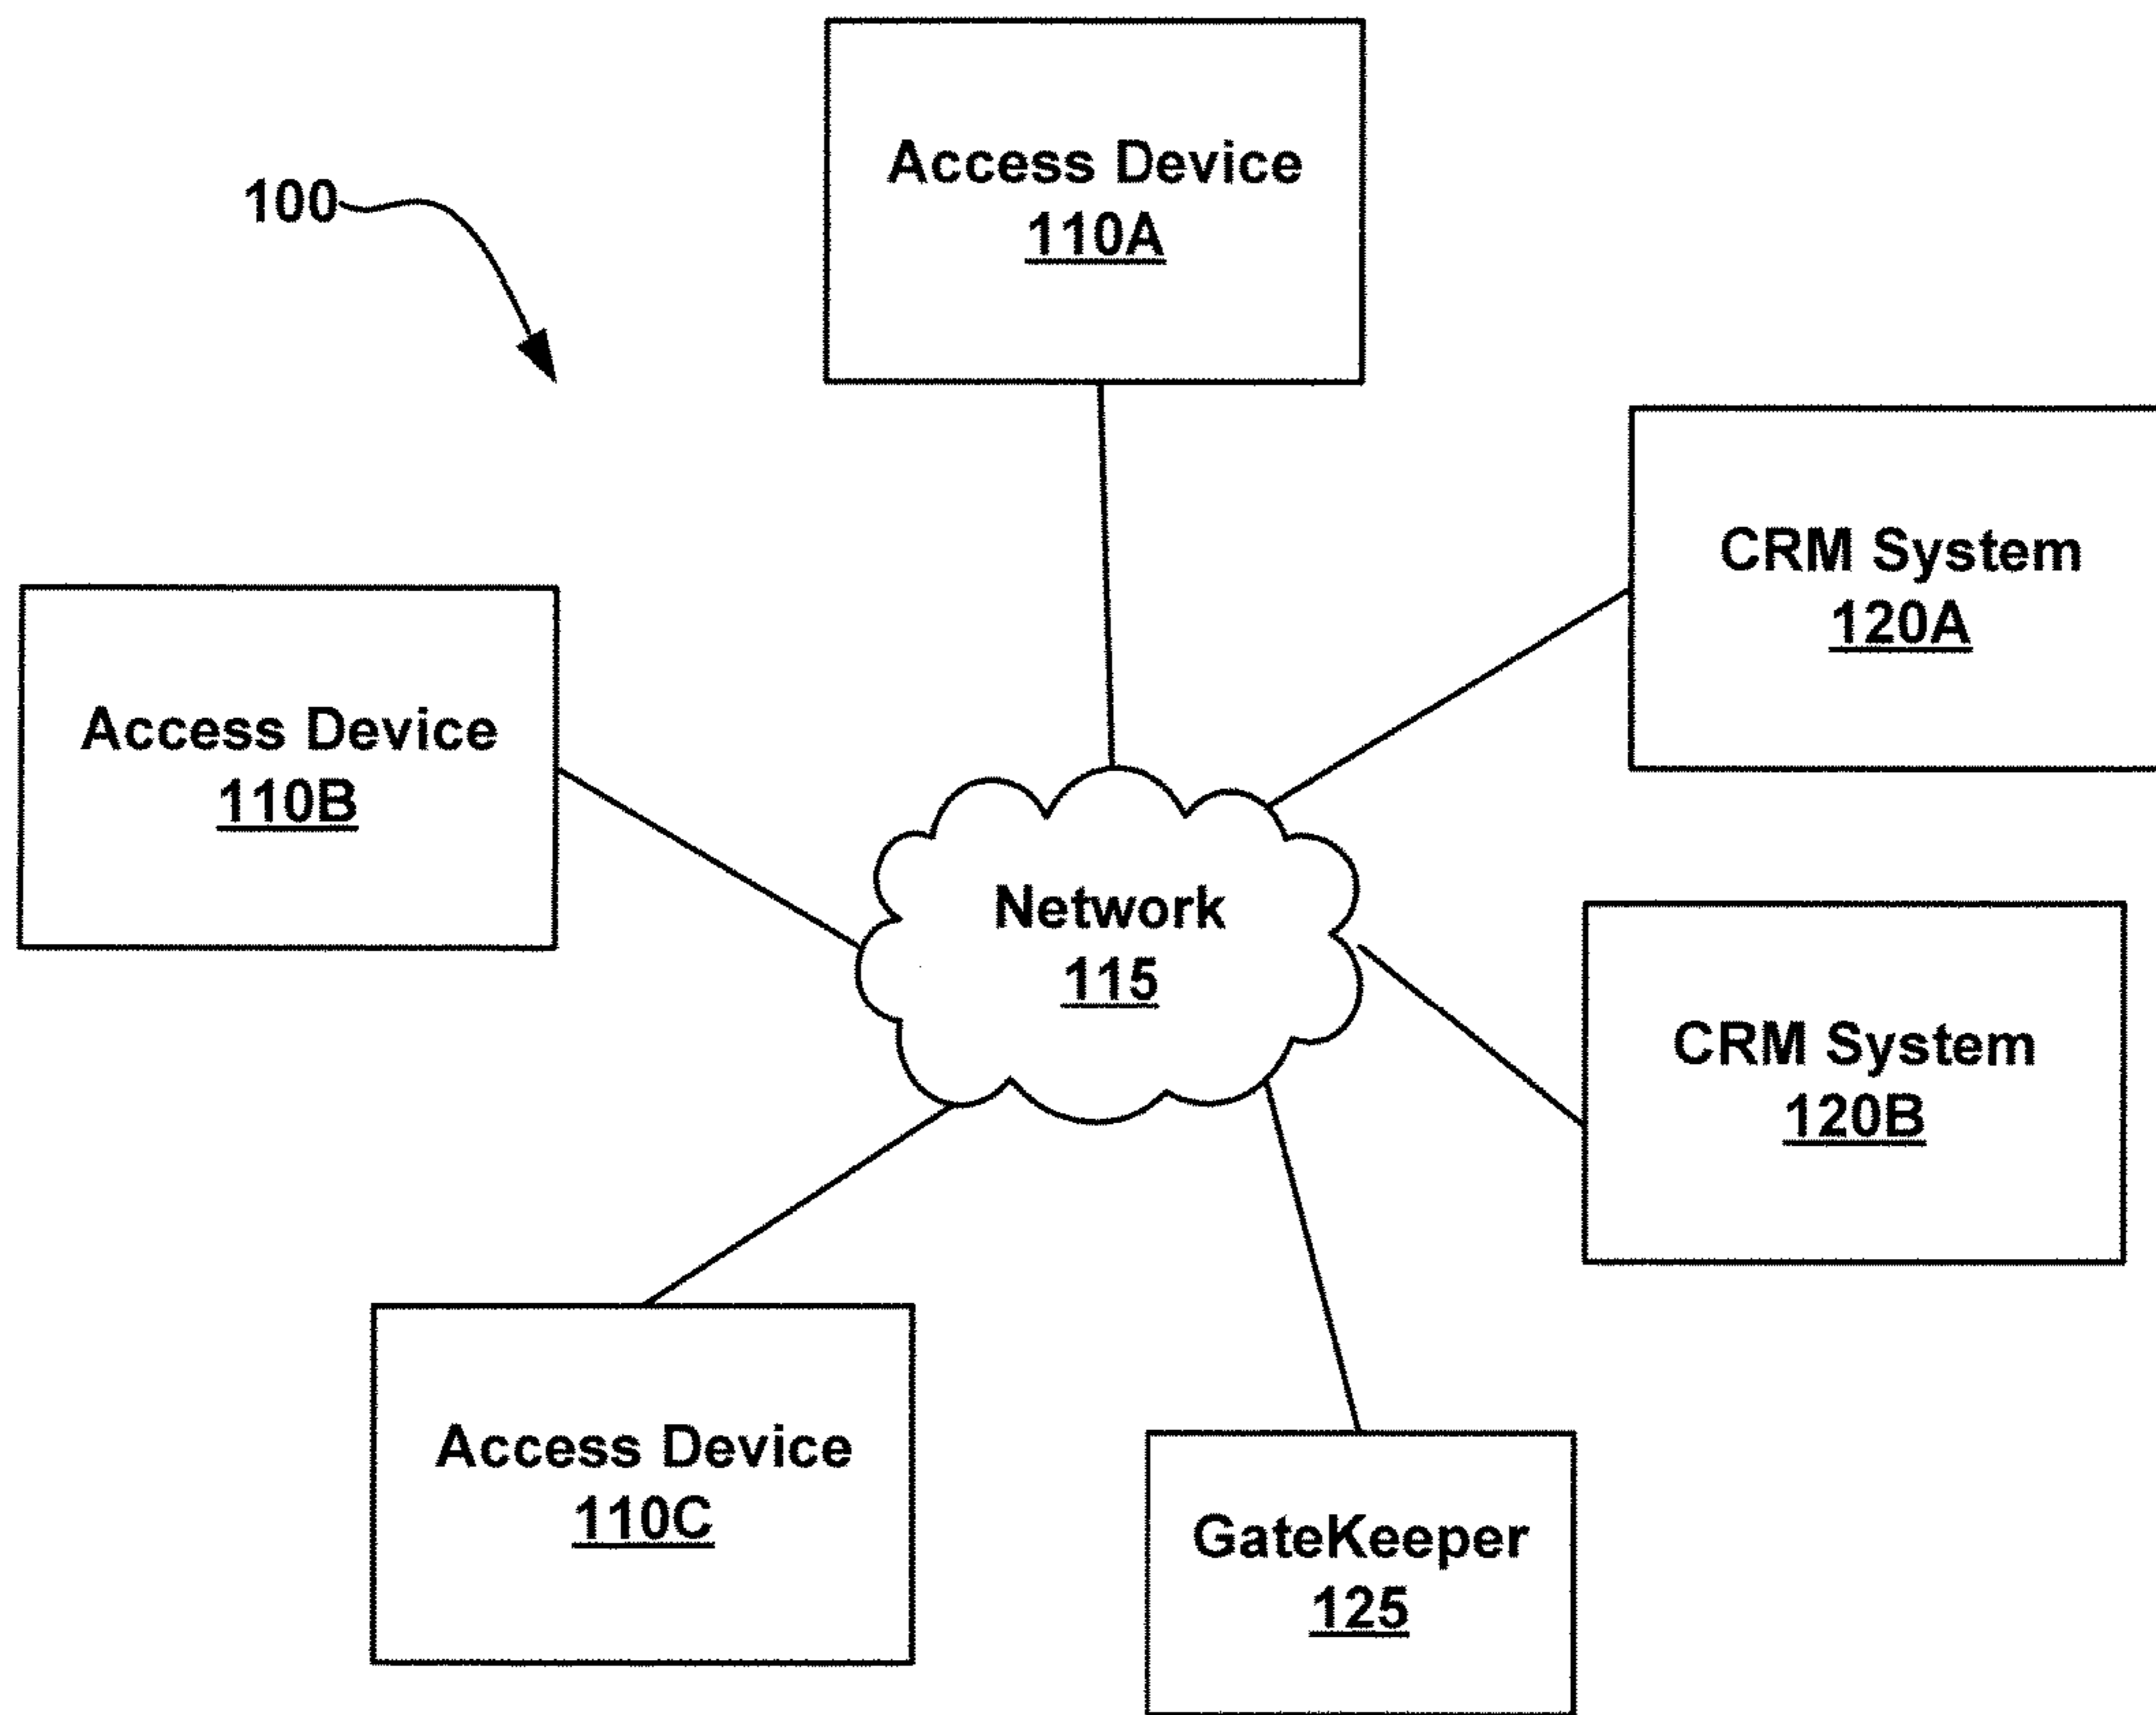 Access Device
110A
100
CRM System
120A
Access Device
110B
Network
115
CRM System
120B
Access Device
110C
GateKeeper
125